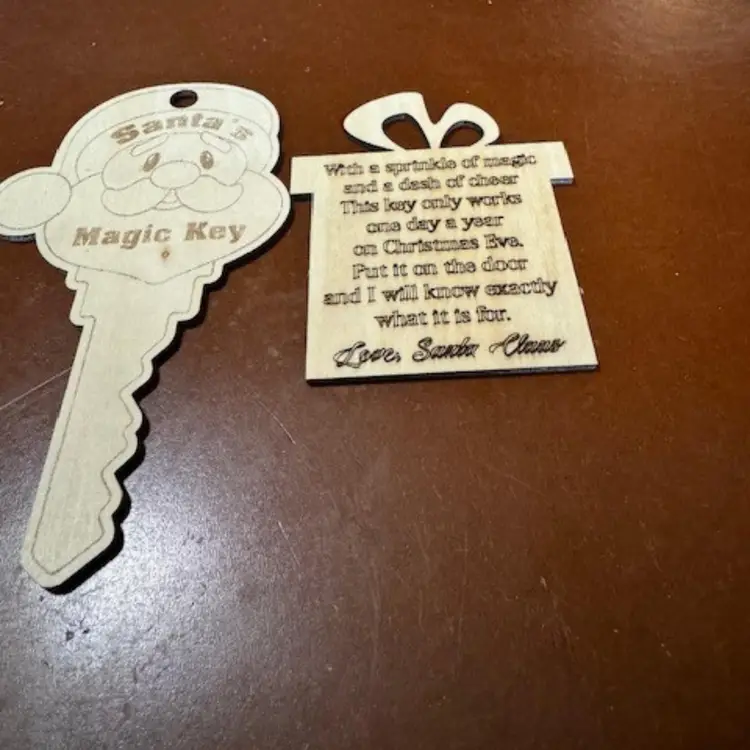 Santa's
Magic Key
With a sprinkle of magic
and a dash of cheer
This key only works
one day a year
on Christmas Eve.
Put it on the door
and I will know exactly
what it is for.
Love, Santa Claus